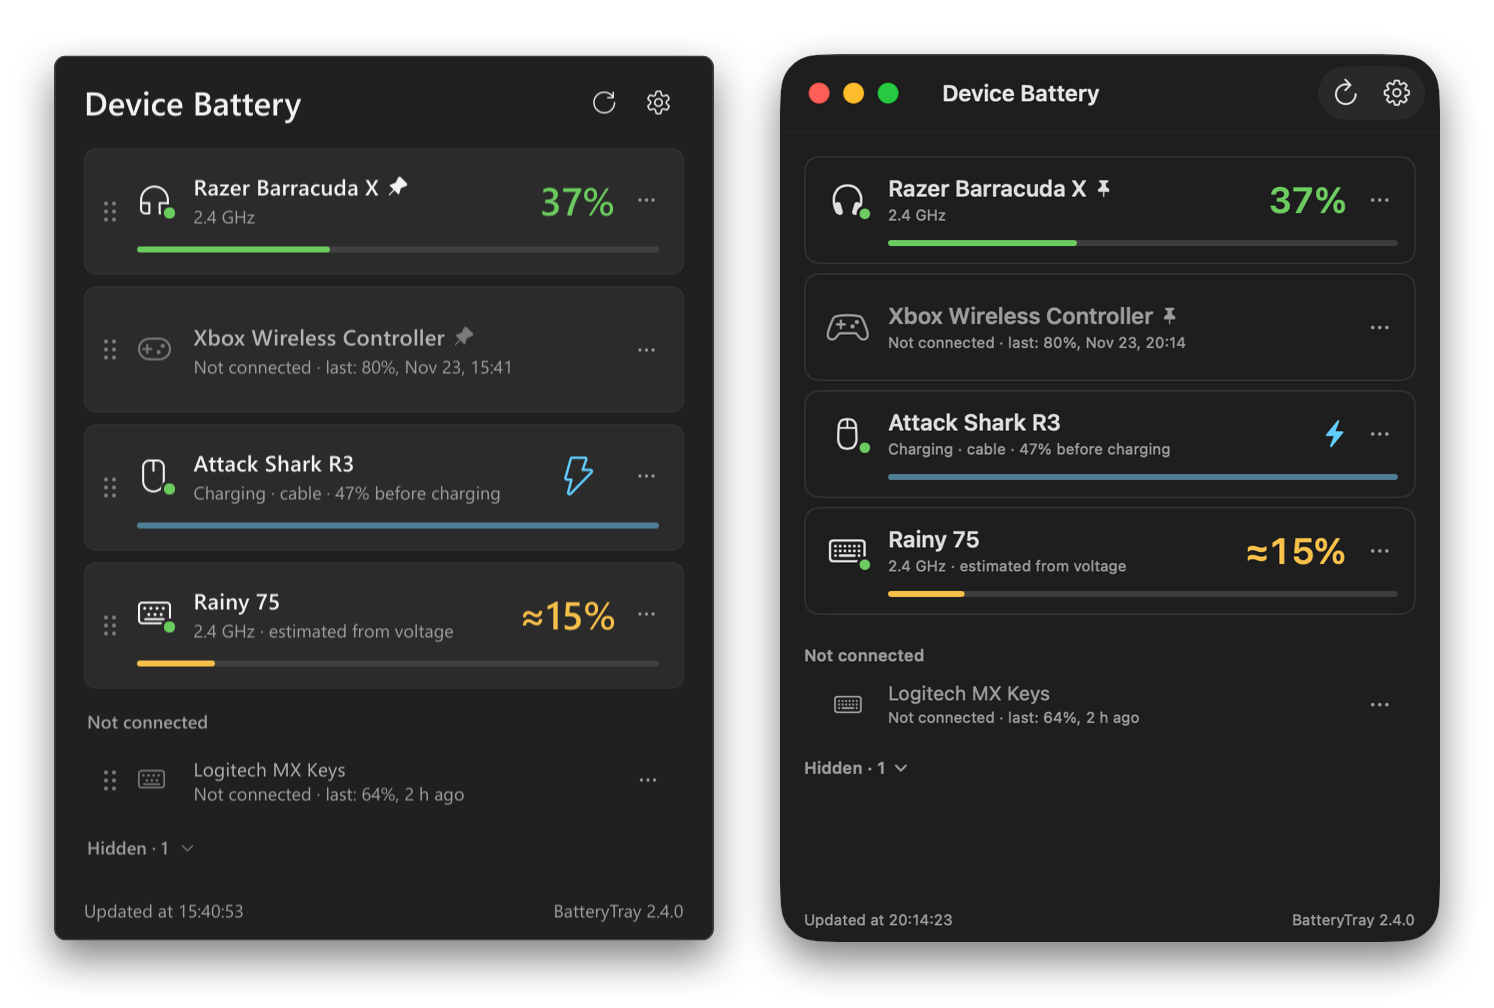 Device Battery
Razer Barracuda X
37%
2.4 GHz
Xbox Wireless Controller
Not connected · last: 80%, Nov 23, 15:41
Attack Shark R3
Charging · cable · 47% before charging
Rainy 75
≈15%
2.4 GHz · estimated from voltage
Not connected
Logitech MX Keys
Not connected · last: 64%, 2 h ago
Hidden · 1
Updated at 15:40:53
BatteryTray 2.4.0
Device Battery
Razer Barracuda X
37%
2.4 GHz
Xbox Wireless Controller
Not connected · last: 80%, Nov 23, 20:14
Attack Shark R3
Charging · cable · 47% before charging
Rainy 75
≈15%
2.4 GHz · estimated from voltage
Not connected
Logitech MX Keys
Not connected · last: 64%, 2 h ago
Hidden · 1
Updated at 20:14:23
BatteryTray 2.4.0